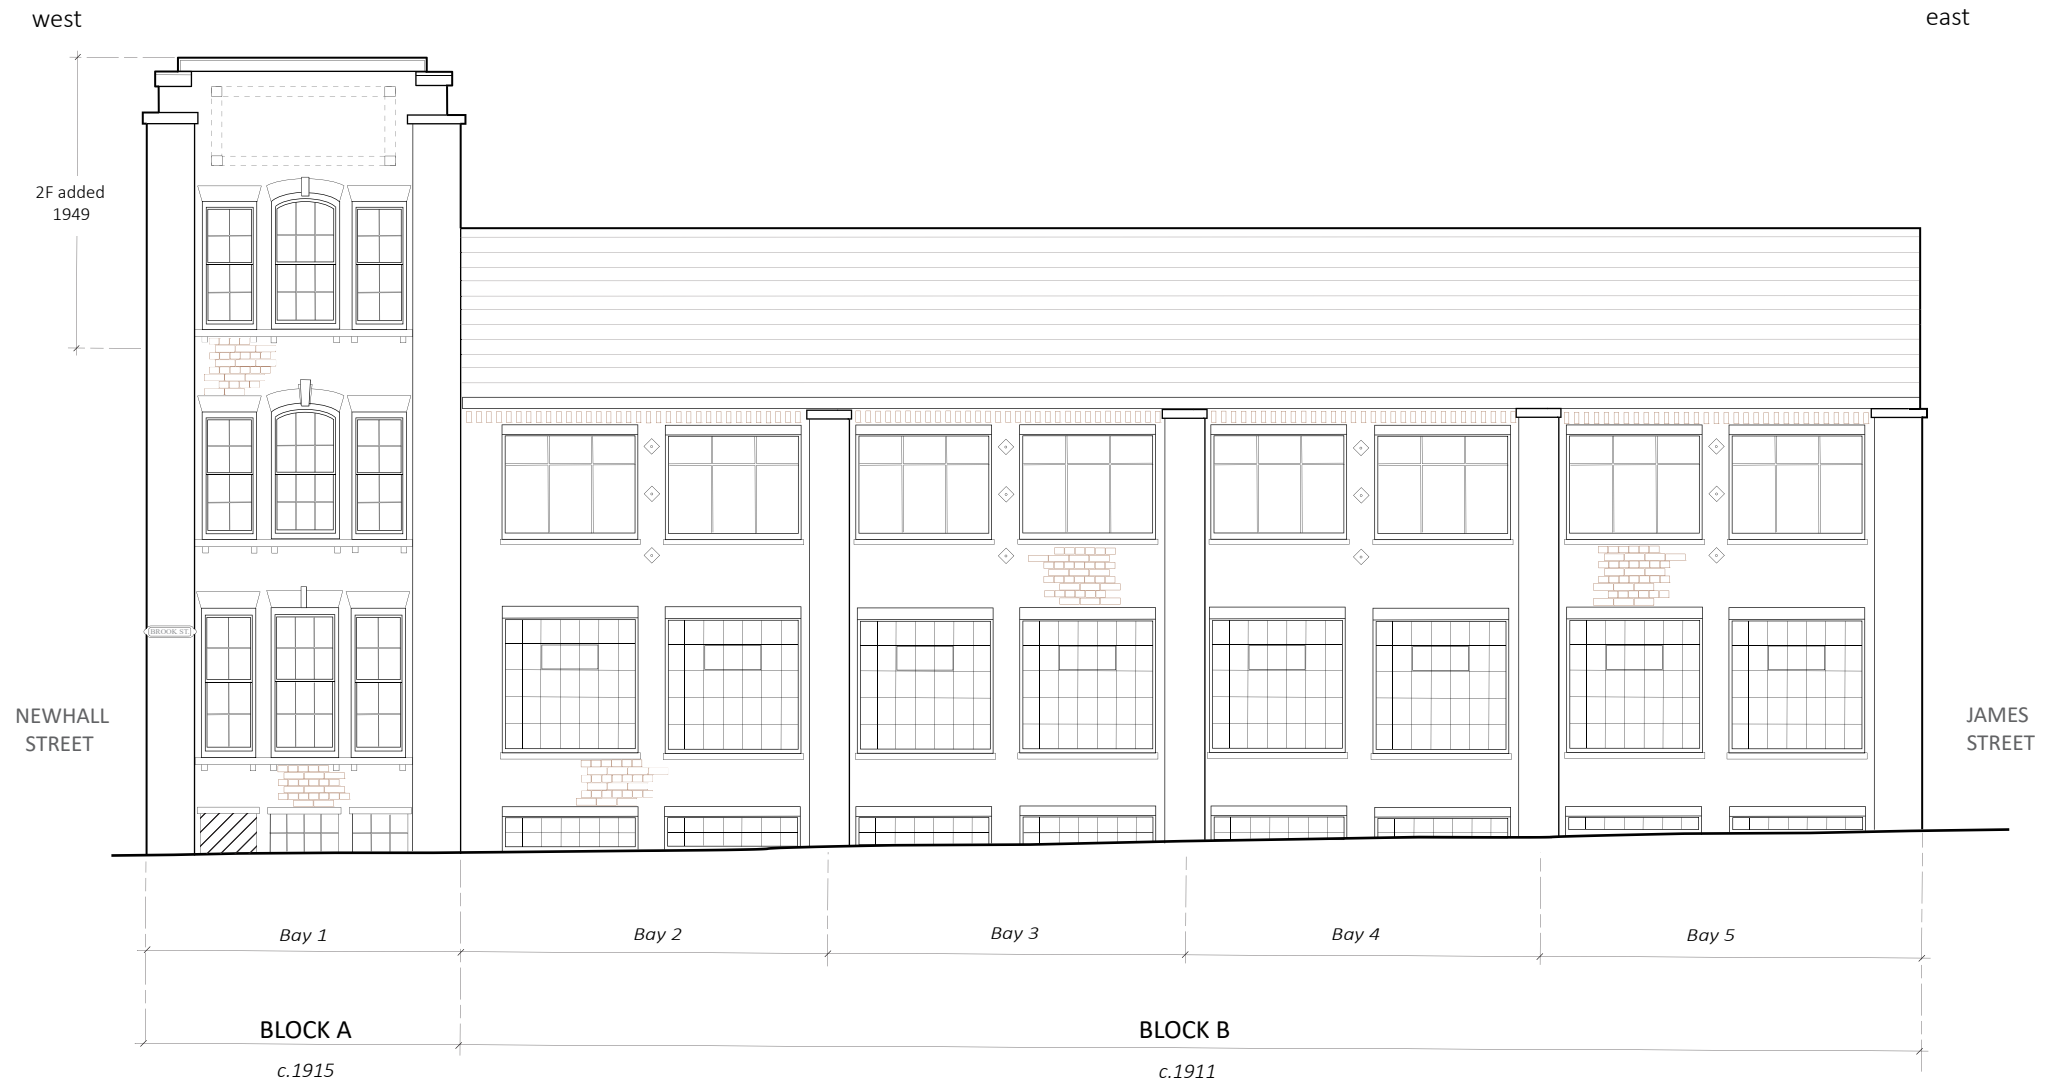 west
east
2F added
1949
BROOK ST.
NEWHALL
STREET
JAMES
STREET
Bay 1
Bay 2
Bay 3
Bay 4
Bay 5
BLOCK A
BLOCK B
c.1915
c.1911